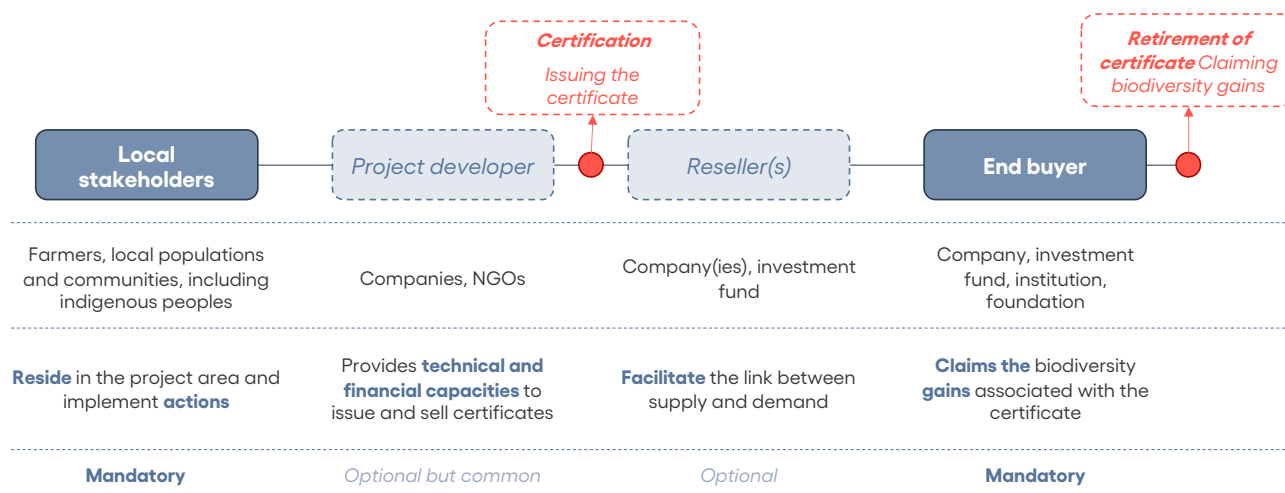 Certification
Issuing the
certificate
Retirement of
certificate Claiming
biodiversity gains
Local
stakeholders
Project developer
Reseller(s)
End buyer
Farmers, local populations
and communities, including
indigenous peoples
Companies, NGOs
Company(ies), investment
fund
Company, investment
fund, institution,
foundation
Reside in the project area and
implement actions
Provides technical and
financial capacities to
issue and sell certificates
Facilitate the link between
supply and demand
Claims the biodiversity
gains associated with the
certificate
Mandatory
Optional but common
Optional
Mandatory